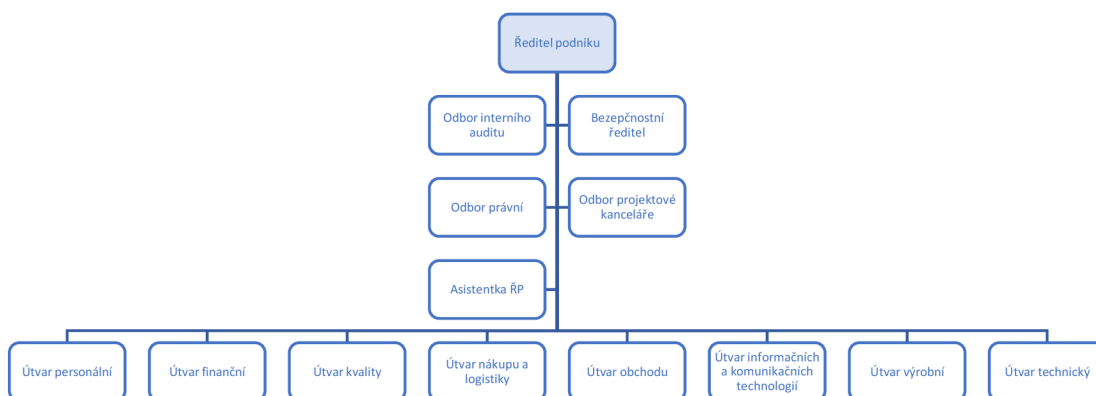 Ředitel podniku
Odbor interního
auditu
Bezepčnostní
ředitel
Odbor právní
Odbor projektové
kanceláře
Asistentka ŘP
Útvar personální
Útvar finanční
Útvar kvality
Útvar nákupu a
logistiky
Útvar obchodu
Útvar informačních
a komunikačních
technologií
Útvar výrobní
Útvar technický